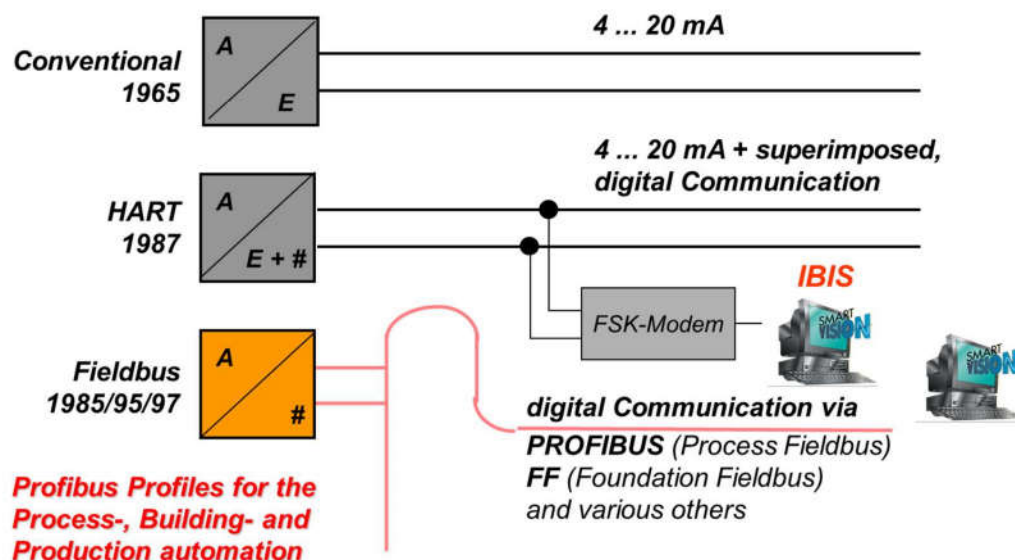 4 ... 20 mA
Conventional
1965
A
E
4 ... 20 mA + superimposed,
digital Communication
HART
1987
A
E + #
IBIS
FSK-Modem
SMART
VISION
SMART
VISION
Fieldbus
1985/95/97
A
#
digital Communication via
PROFIBUS (Process Fieldbus)
FF (Foundation Fieldbus)
and various others
Profibus Profiles for the
Process-, Building- and
Production automation